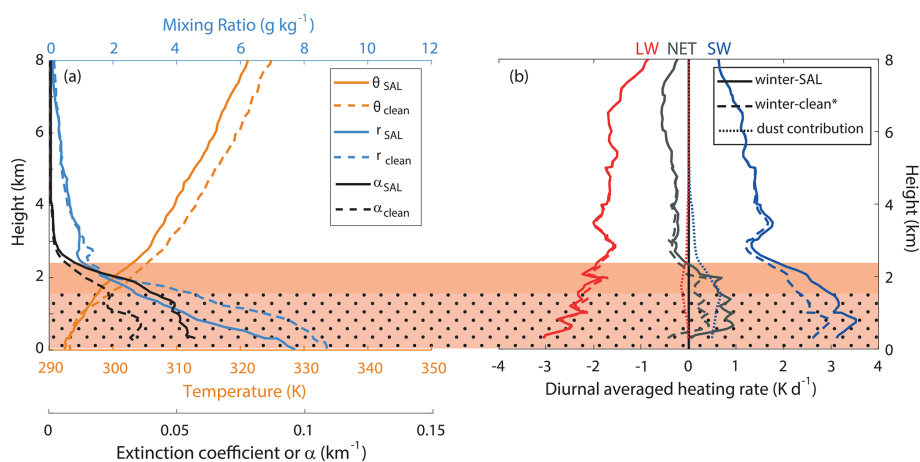 Mixing Ratio (g kg-1)
0 2 4 6 8 10 12
(a)
θ SAL
θ clean
r SAL
r clean
α SAL
α clean
8
6
4
2
0
Height (km)
290 300 310 320 330 340 350
Temperature (K)
0 0.05 0.1 0.15
Extinction coefficient or α (km-1)
LW NET SW
(b)
winter-SAL
winter-clean*
dust contribution
8
6
4
2
0
Height (km)
-4 -3 -2 -1 0 1 2 3 4
Diurnal averaged heating rate (K d-1)